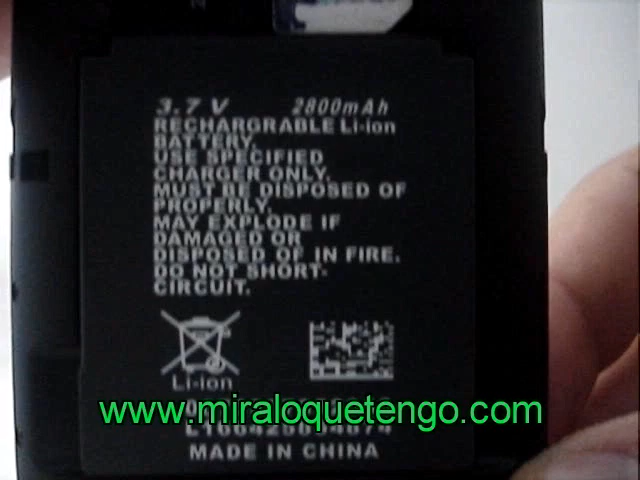 3.7 V 2800mAh
RECHARGRABLE Li-ion
BATTERY.
USE SPECIFIED
CHARGER ONLY.
MUST BE DISPOSED OF
PROPERLY.
MAY EXPLODE IF
DAMAGED OR
DISPOSED OF IN FIRE.
DO NOT SHORT-
CIRCUIT.
Li-ion
www.miraloquetengo.com
MADE IN CHINA